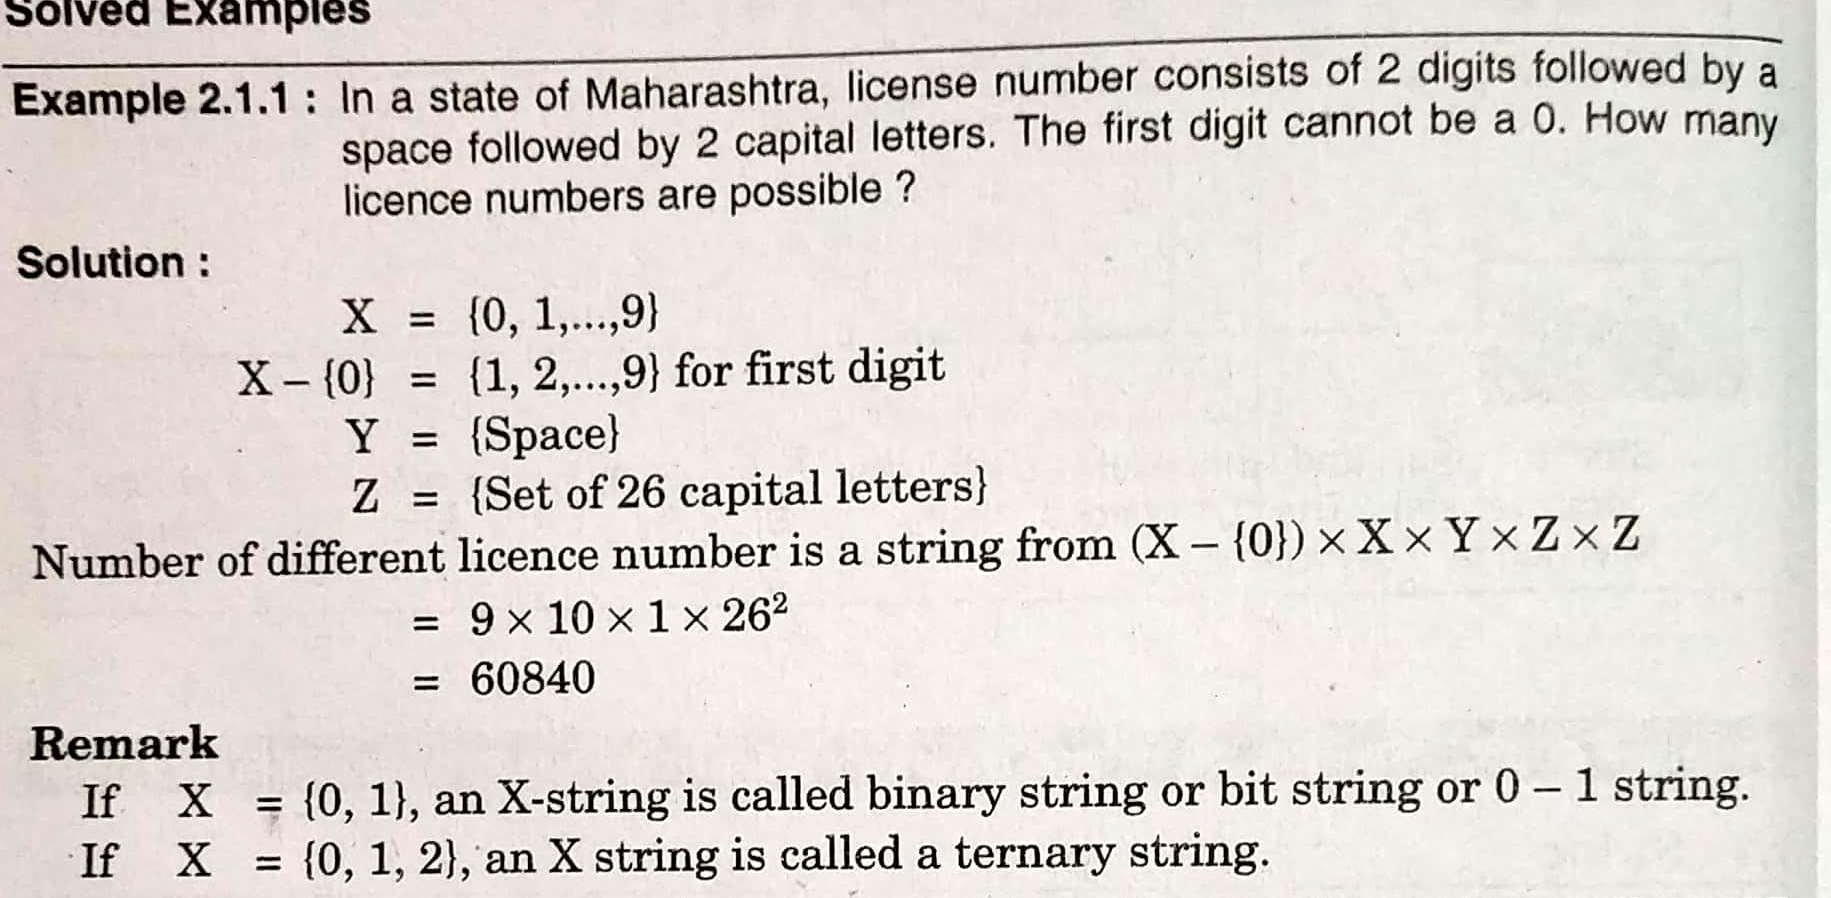 Solved Examples
Example 2.1.1 : In a state of Maharashtra, license number consists of 2 digits followed by a
space followed by 2 capital letters. The first digit cannot be a 0. How many
licence numbers are possible ?
Solution :
X = {0, 1,...,9}
X – {0} = {1, 2,...,9} for first digit
Y = {Space}
Z = {Set of 26 capital letters}
Number of different licence number is a string from (X – {0}) × X × Y × Z × Z
= 9 × 10 × 1 × 26²
= 60840
Remark
If X = {0, 1}, an X-string is called binary string or bit string or 0 – 1 string.
If X = {0, 1, 2}, an X string is called a ternary string.